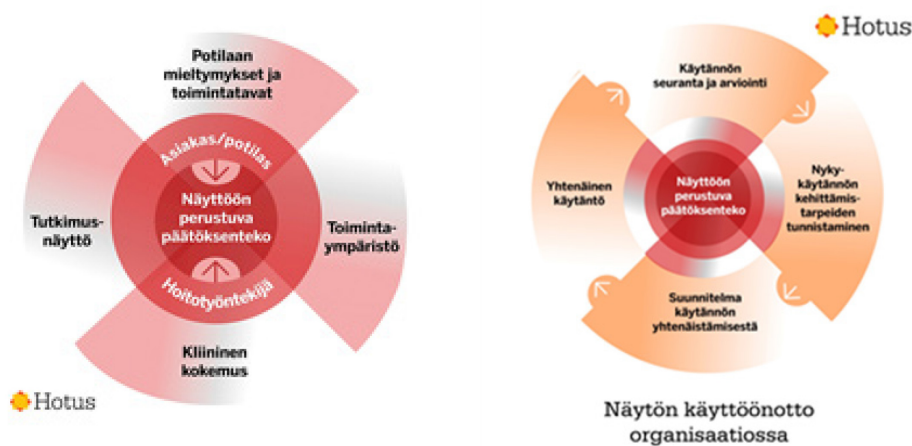 Potilaan
mieltymykset ja
toimintatavat
Asiakas/potilas
Tutkimus-
näyttö
Näyttöön
perustuva
päätöksenteko
Toiminta-
ympäristö
Hoitotyöntekijä
Kliininen
kokemus
Hotus
Hotus
Käytännön
seuranta ja arviointi
Yhtenäinen
käytäntö
Näyttöön
perustuva
päätöksenteko
Nyky-
käytännön
kehittämis-
tarpeiden
tunnistaminen
Suunnitelma
käytännön
yhtenäistämisestä
Näytön käyttöönotto
organisaatiossa